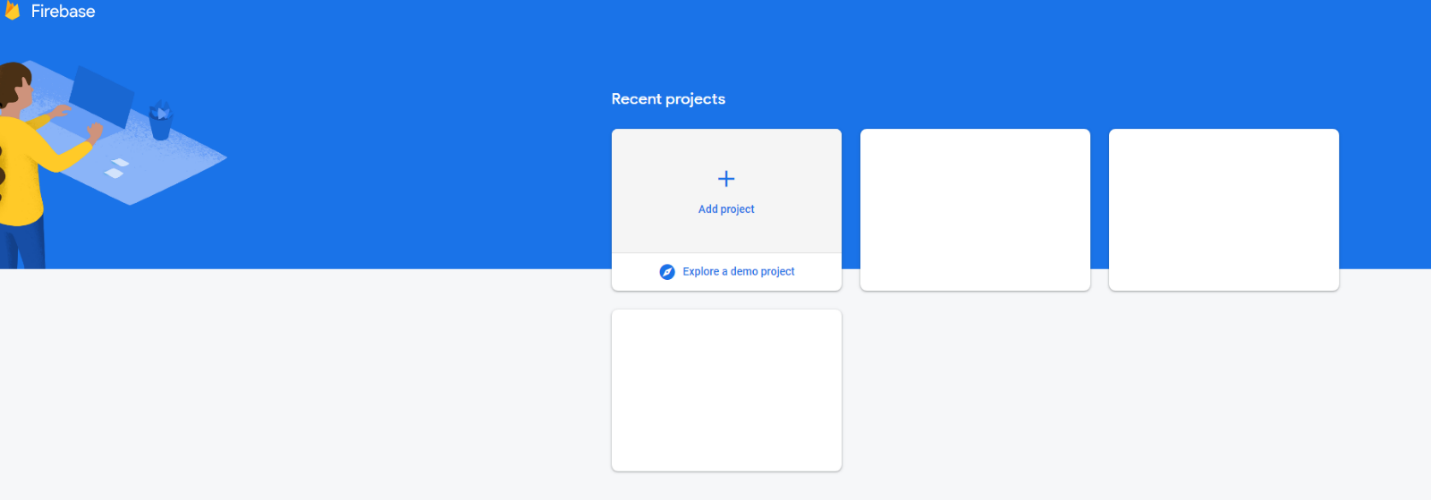 Firebase
Recent projects
Add project
Explore a demo project